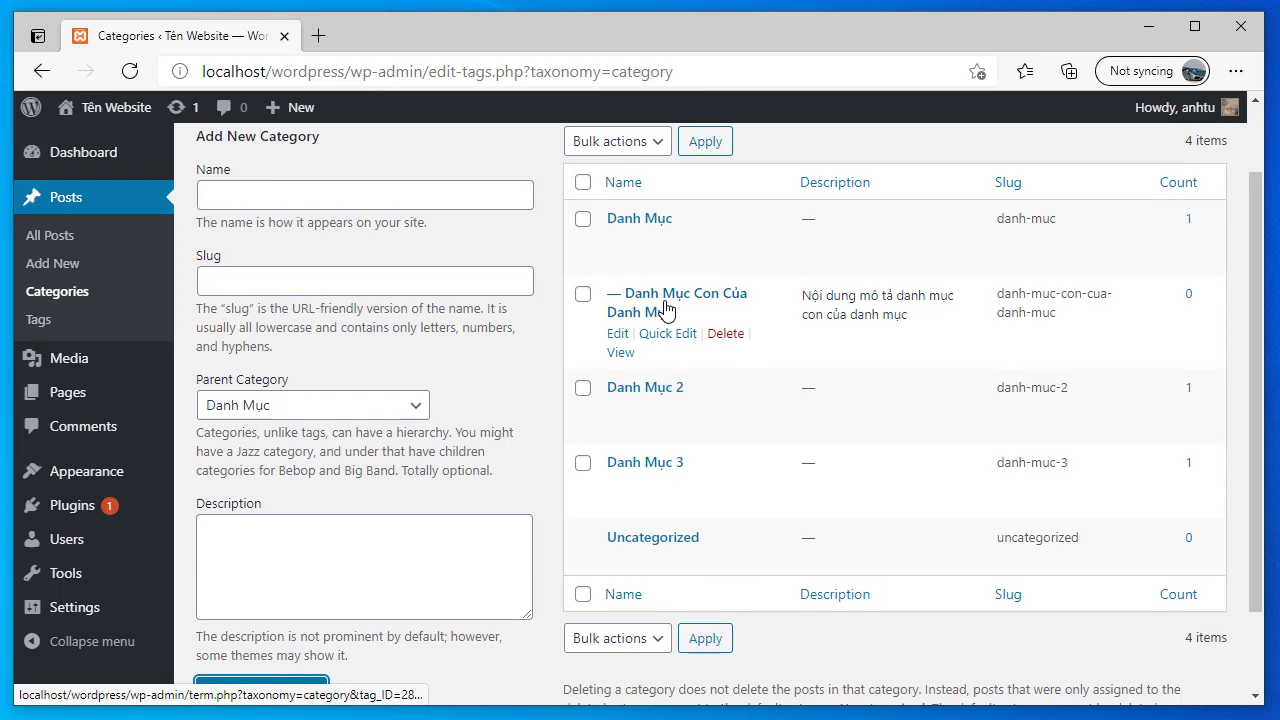 Categories ‹ Tên Website — Wor
localhost/wordpress/wp-admin/edit-tags.php?taxonomy=category
Not syncing
Tên Website
1
0
New
Howdy, anhtu
Dashboard
Posts
All Posts
Add New
Categories
Tags
Media
Pages
Comments
Appearance
Plugins 1
Users
Tools
Settings
Collapse menu
Add New Category
Name
The name is how it appears on your site.
Slug
The “slug” is the URL-friendly version of the name. It is
usually all lowercase and contains only letters, numbers,
and hyphens.
Parent Category
Danh Mục
Categories, unlike tags, can have a hierarchy. You might
have a Jazz category, and under that have children
categories for Bebop and Big Band. Totally optional.
Description
The description is not prominent by default; however,
some themes may show it.
Bulk actions Apply 4 items
Name Description Slug Count
Danh Mục — danh-muc 1
— Danh Mục Con Của Nội dung mô tả danh mục danh-muc-con-cua- 0
Danh con của danh mục danh-muc
Edit | Quick Edit | Delete |
View
Danh Mục 2 — danh-muc-2 1
Danh Mục 3 — danh-muc-3 1
Uncategorized — uncategorized 0
Name Description Slug Count
Bulk actions Apply 4 items
Deleting a category does not delete the posts in that category. Instead, posts that were only assigned to the
localhost/wordpress/wp-admin/term.php?taxonomy=category&tag_ID=28...